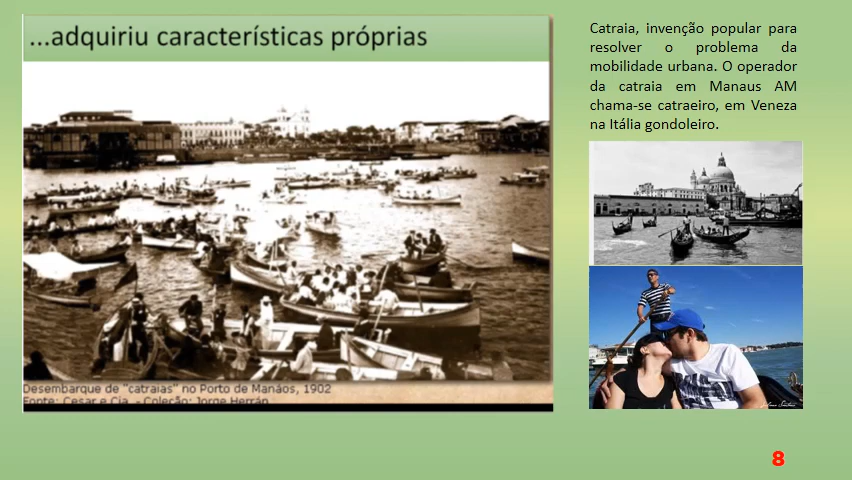 ...adquiriu características próprias
Desembarque de "catraias" no Porto de Manáos, 1902
Fonte: Cesar e Cia. - Coleção: Jorge Herrán
Catraia, invenção popular para
resolver o problema da
mobilidade urbana. O operador
da catraia em Manaus AM
chama-se catraeiro, em Veneza
na Itália gondoleiro.
8